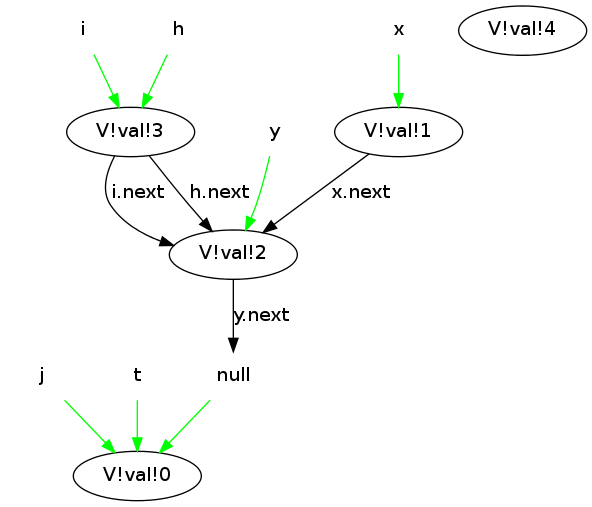 i h x V!val!4
V!val!3 y V!val!1
i.next h.next x.next
V!val!2
y.next
j t null
V!val!0